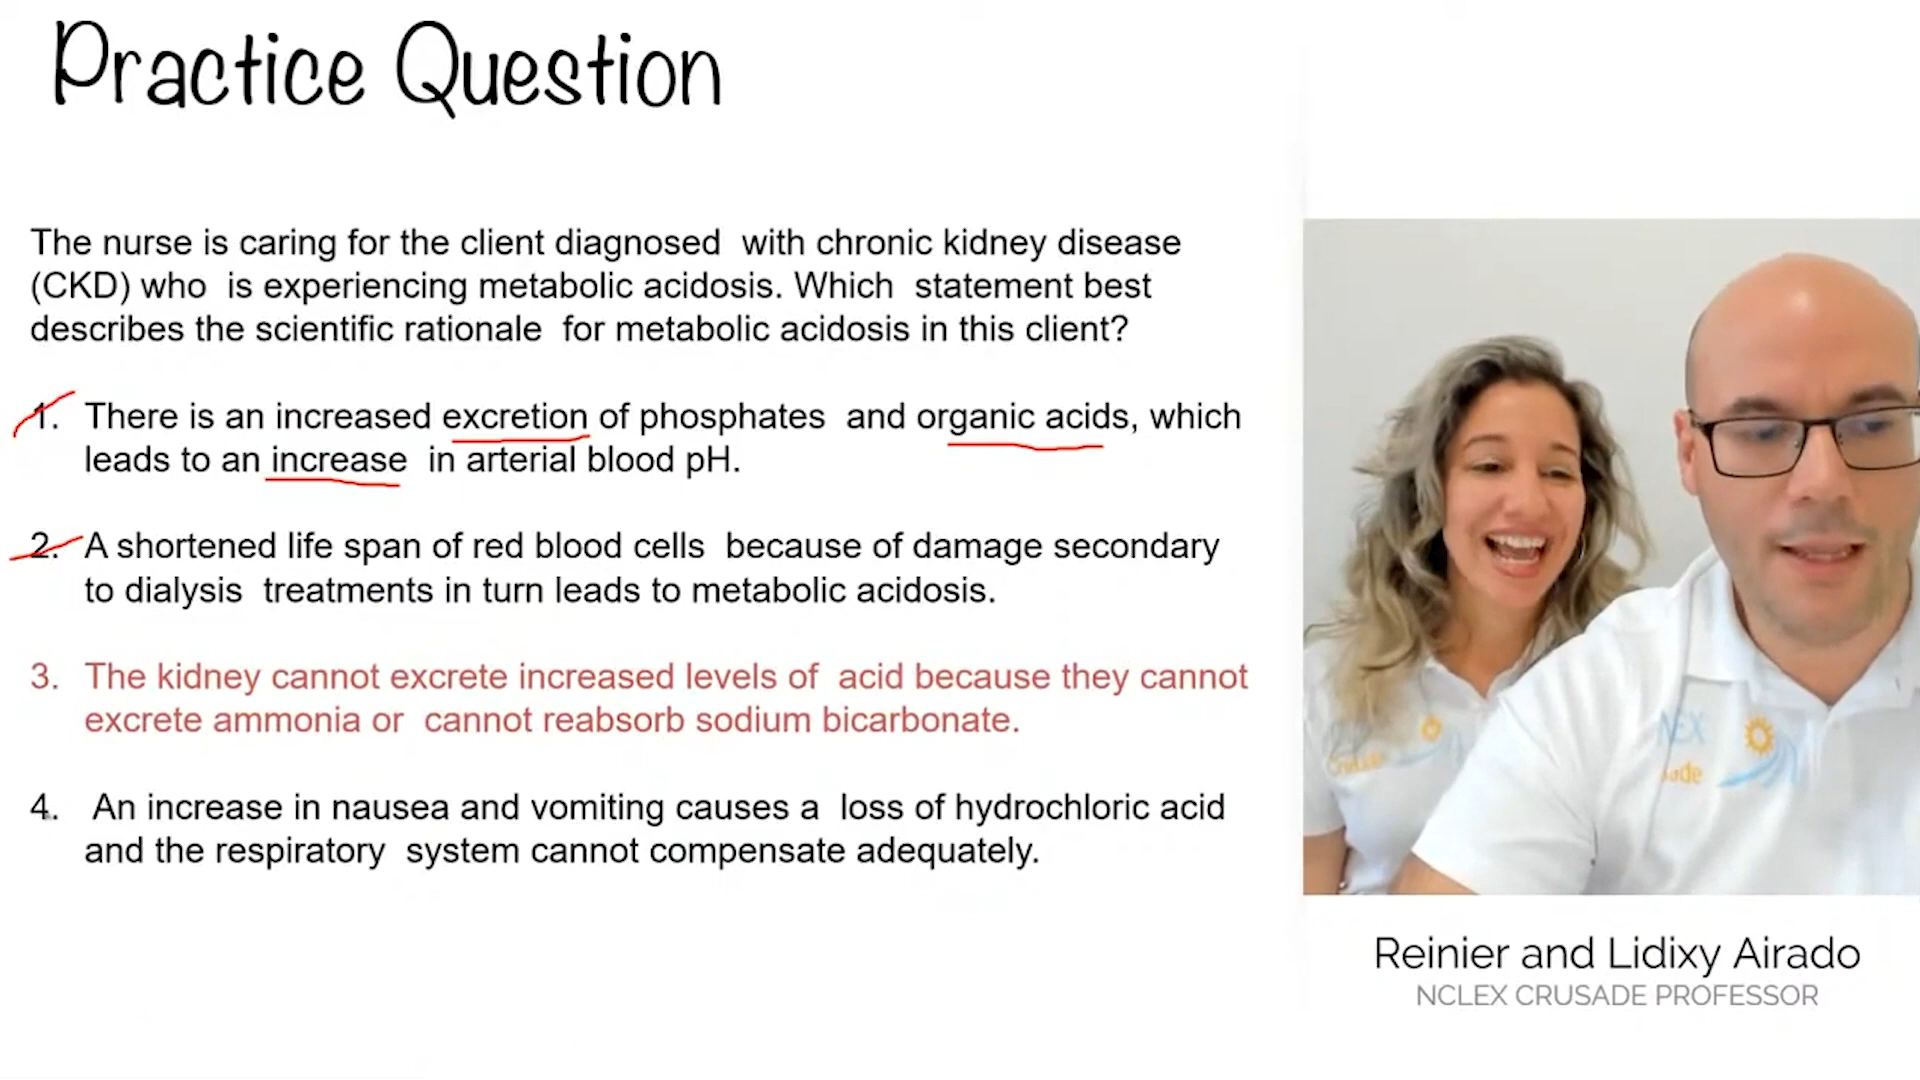 Practice Question
The nurse is caring for the client diagnosed with chronic kidney disease
(CKD) who is experiencing metabolic acidosis. Which statement best
describes the scientific rationale for metabolic acidosis in this client?
1. There is an increased excretion of phosphates and organic acids, which
leads to an increase in arterial blood pH.
2. A shortened life span of red blood cells because of damage secondary
to dialysis treatments in turn leads to metabolic acidosis.
3. The kidney cannot excrete increased levels of acid because they cannot
excrete ammonia or cannot reabsorb sodium bicarbonate.
4. An increase in nausea and vomiting causes a loss of hydrochloric acid
and the respiratory system cannot compensate adequately.
Reinier and Lidixy Airado
NCLEX CRUSADE PROFESSOR